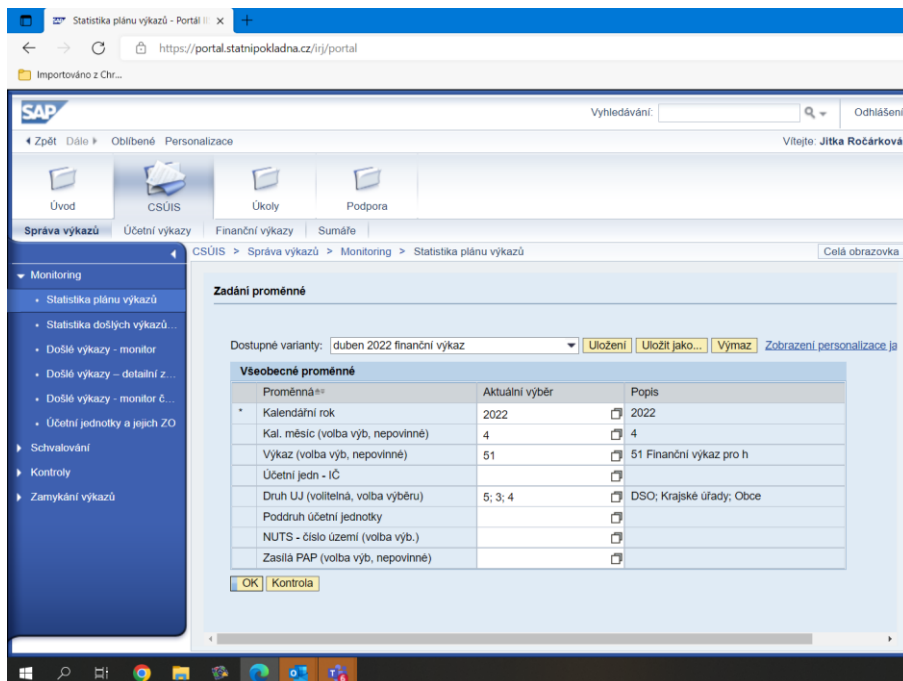 Statistika plánu výkazů - Portál II
https://portal.statnipokladna.cz/irj/portal
Importováno z Chr...
SAP
Vyhledávání:
Odhlášení
Zpět Dále Oblíbené Personalizace
Vítejte: Jitka Ročárková
Úvod CSÚIS Úkoly Podpora
Správa výkazů Účetní výkazy Finanční výkazy Sumáře
CSÚIS > Správa výkazů > Monitoring > Statistika plánu výkazů
Celá obrazovka
Monitoring
Statistika plánu výkazů
Statistika došlých výkazů...
Došlé výkazy - monitor
Došlé výkazy – detailní z...
Došlé výkazy - monitor č...
Účetní jednotky a jejich ZO
Schvalování
Kontroly
Zamykání výkazů
Zadání proměnné
Dostupné varianty: duben 2022 finanční výkaz Uložení Uložit jako... Výmaz Zobrazení personalizace ja
Všeobecné proměnné
Proměnná Aktuální výběr Popis
* Kalendářní rok 2022 2022
Kal. měsíc (volba výb, nepovinné) 4 4
Výkaz (volba výb, nepovinné) 51 51 Finanční výkaz pro h
Účetní jedn - IČ
Druh UJ (volitelná, volba výběru) 5; 3; 4 DSO; Krajské úřady; Obce
Poddruh účetní jednotky
NUTS - číslo území (volba výb.)
Zasílá PAP (volba výb, nepovinné)
OK Kontrola